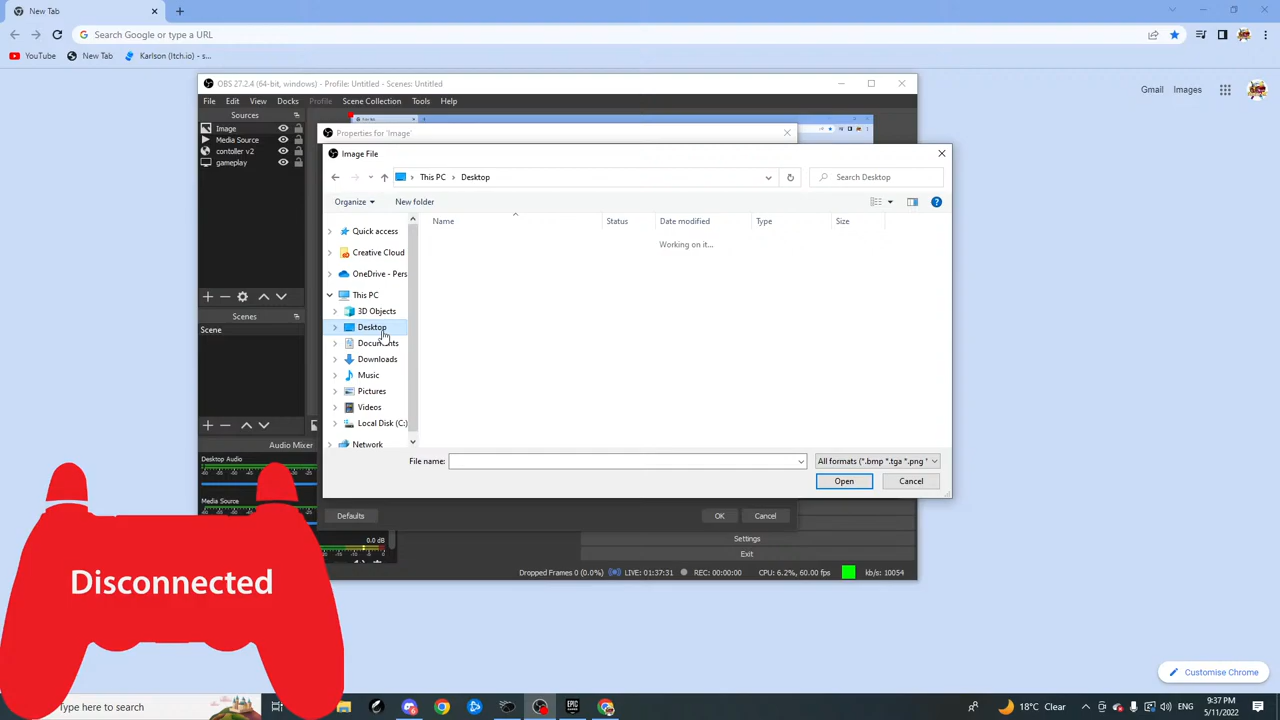 New Tab
Search Google or type a URL
YouTube
New Tab
Karlson (Itch.io) - s...
Gmail
Images
OBS 27.2.4 (64-bit, windows) - Profile: Untitled - Scenes: Untitled
File
Edit
View
Docks
Profile
Scene Collection
Tools
Help
Sources
Image
Media Source
contoller v2
gameplay
Scenes
Scene
Audio Mixer
Desktop Audio
Media Source
Properties for 'Image'
Image File
This PC > Desktop
Search Desktop
Organize
New folder
Name
Status
Date modified
Type
Size
Working on it...
Quick access
Creative Cloud
OneDrive - Pers
This PC
3D Objects
Desktop
Documents
Downloads
Music
Pictures
Videos
Local Disk (C:)
Network
File name:
All formats (*.bmp *.tga *.png *
Open
Cancel
Defaults
OK
Cancel
0.0 dB
Settings
Exit
Dropped Frames 0 (0.0%)
LIVE: 01:37:31
REC: 00:00:00
CPU: 6.2%, 60.00 fps
kb/s: 10054
Disconnected
Customise Chrome
Type here to search
18°C Clear
9:37 PM
5/11/2022